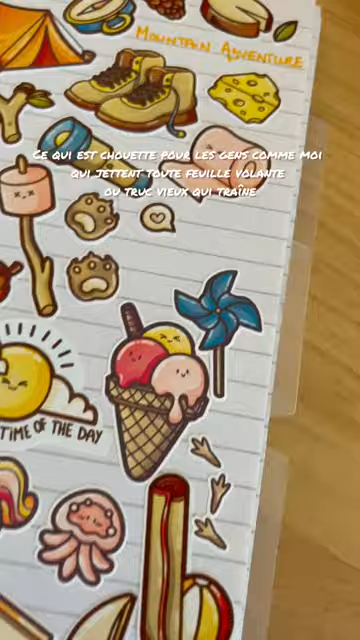 MOUNTAIN ADVENTURE
CE QUI EST CHOUETTE POUR LES GENS COMME MOI
QUI JETTENT TOUTE FEUILLE VOLANTE
OU TRUC VIEUX QUI TRAÎNE
TIME OF THE DAY